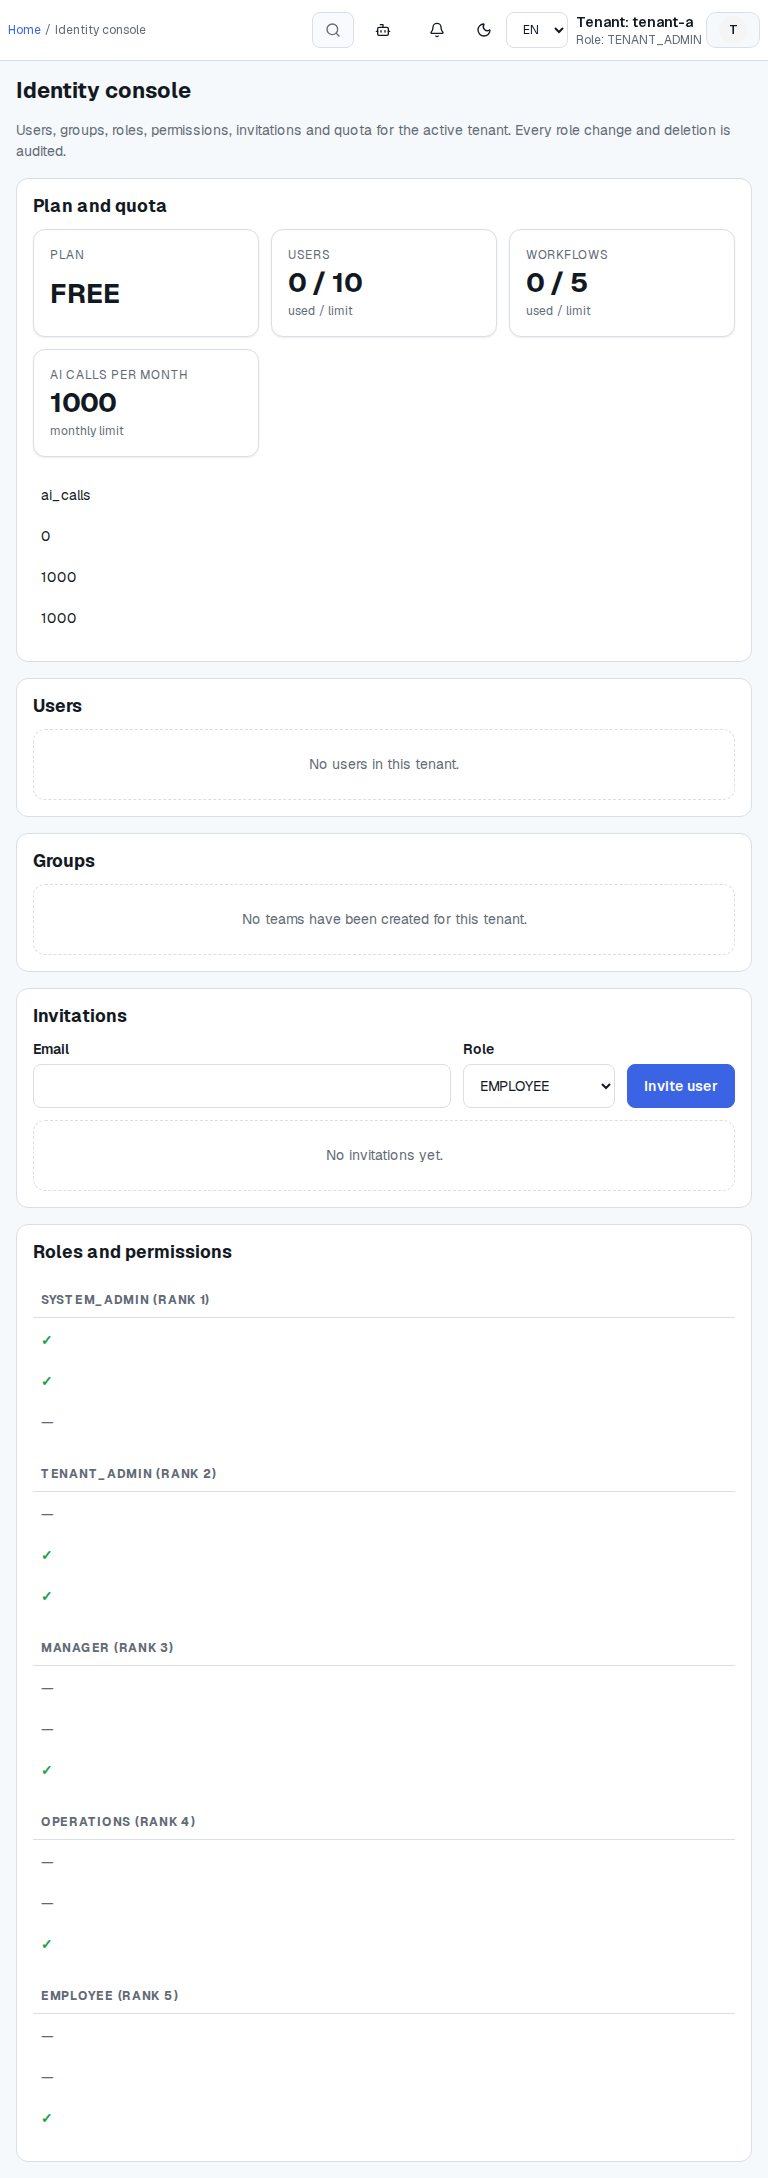 Home / Identity console
EN
Tenant: tenant-a
Role: TENANT_ADMIN
T
Identity console
Users, groups, roles, permissions, invitations and quota for the active tenant. Every role change and deletion is
audited.
Plan and quota
PLAN
FREE
USERS
0 / 10
used / limit
WORKFLOWS
0 / 5
used / limit
AI CALLS PER MONTH
1000
monthly limit
ai_calls
0
1000
1000
Users
No users in this tenant.
Groups
No teams have been created for this tenant.
Invitations
Email
Role
EMPLOYEE
Invite user
No invitations yet.
Roles and permissions
SYSTEM_ADMIN (RANK 1)
✓
✓
—
TENANT_ADMIN (RANK 2)
—
✓
✓
MANAGER (RANK 3)
—
—
✓
OPERATIONS (RANK 4)
—
—
✓
EMPLOYEE (RANK 5)
—
—
✓